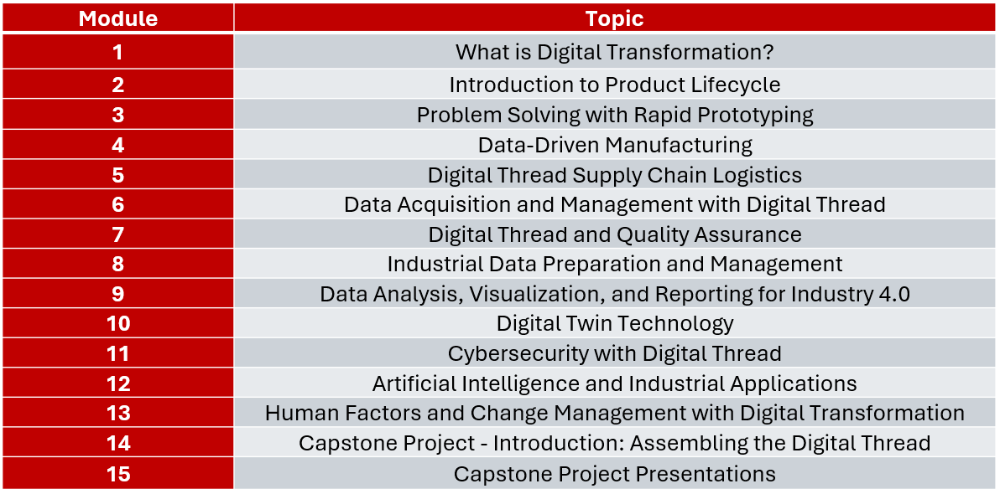 Module Topic
1 What is Digital Transformation?
2 Introduction to Product Lifecycle
3 Problem Solving with Rapid Prototyping
4 Data-Driven Manufacturing
5 Digital Thread Supply Chain Logistics
6 Data Acquisition and Management with Digital Thread
7 Digital Thread and Quality Assurance
8 Industrial Data Preparation and Management
9 Data Analysis, Visualization, and Reporting for Industry 4.0
10 Digital Twin Technology
11 Cybersecurity with Digital Thread
12 Artificial Intelligence and Industrial Applications
13 Human Factors and Change Management with Digital Transformation
14 Capstone Project - Introduction: Assembling the Digital Thread
15 Capstone Project Presentations